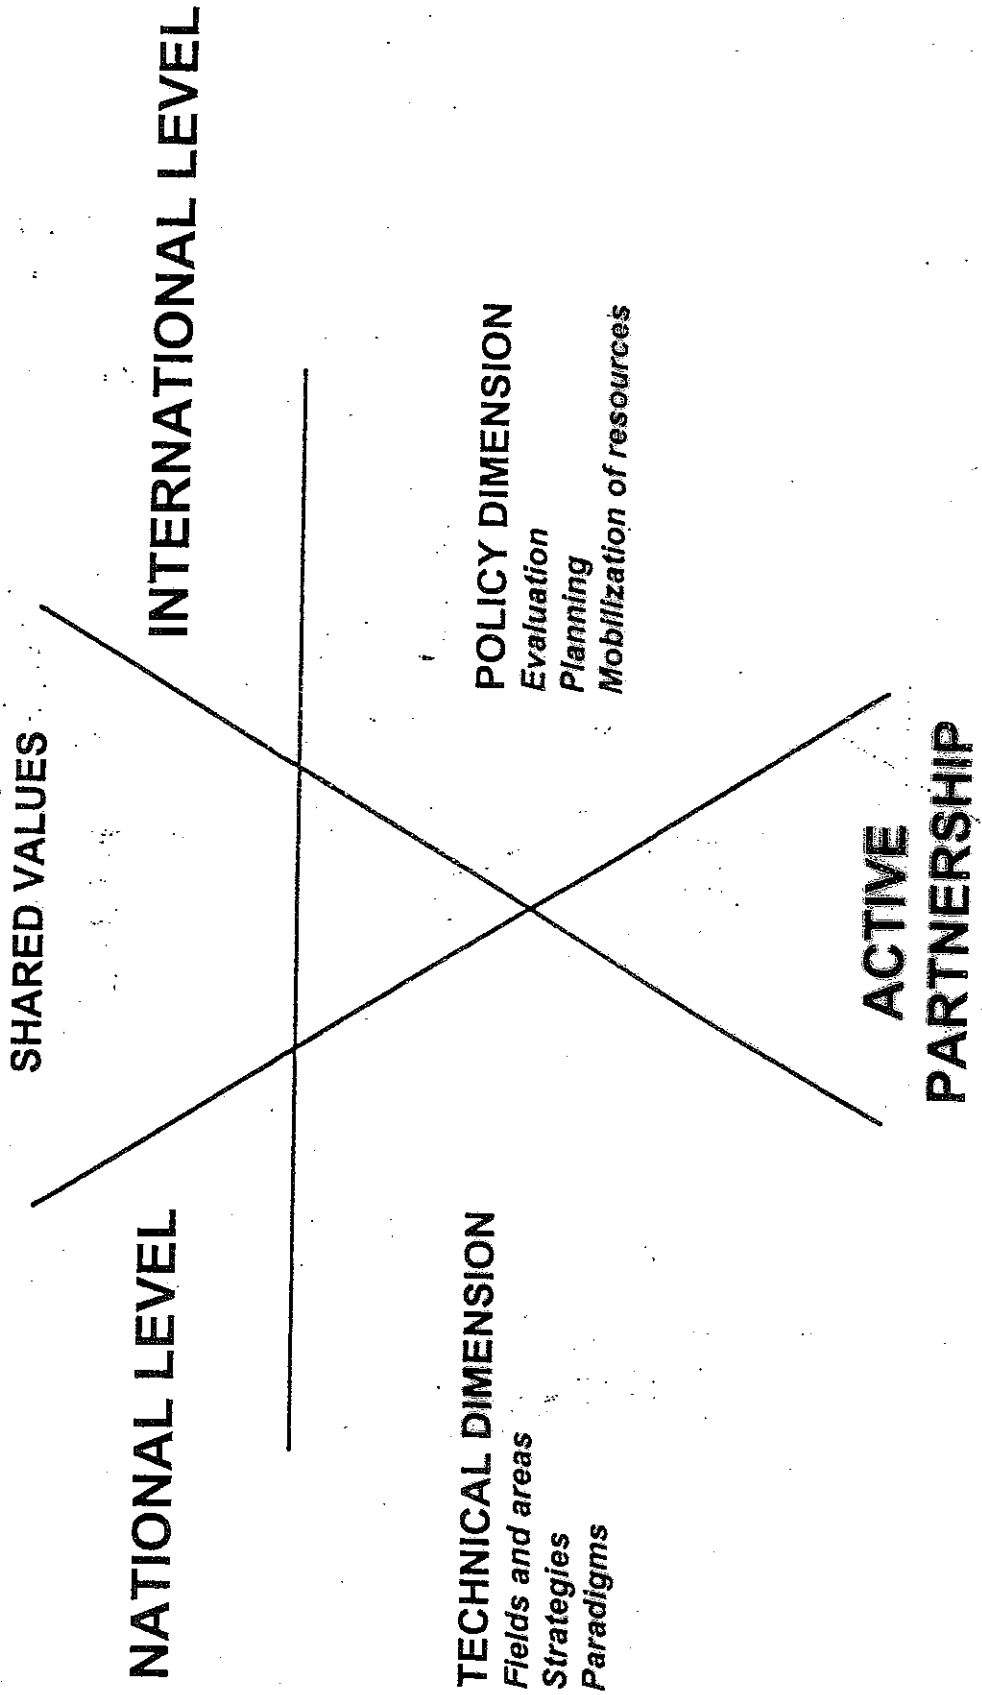 SHARED VALUES
NATIONAL LEVEL
INTERNATIONAL LEVEL
TECHNICAL DIMENSION
Fields and areas
Strategies
Paradigms
POLICY DIMENSION
Evaluation
Planning
Mobilization of resources
ACTIVE
PARTNERSHIP